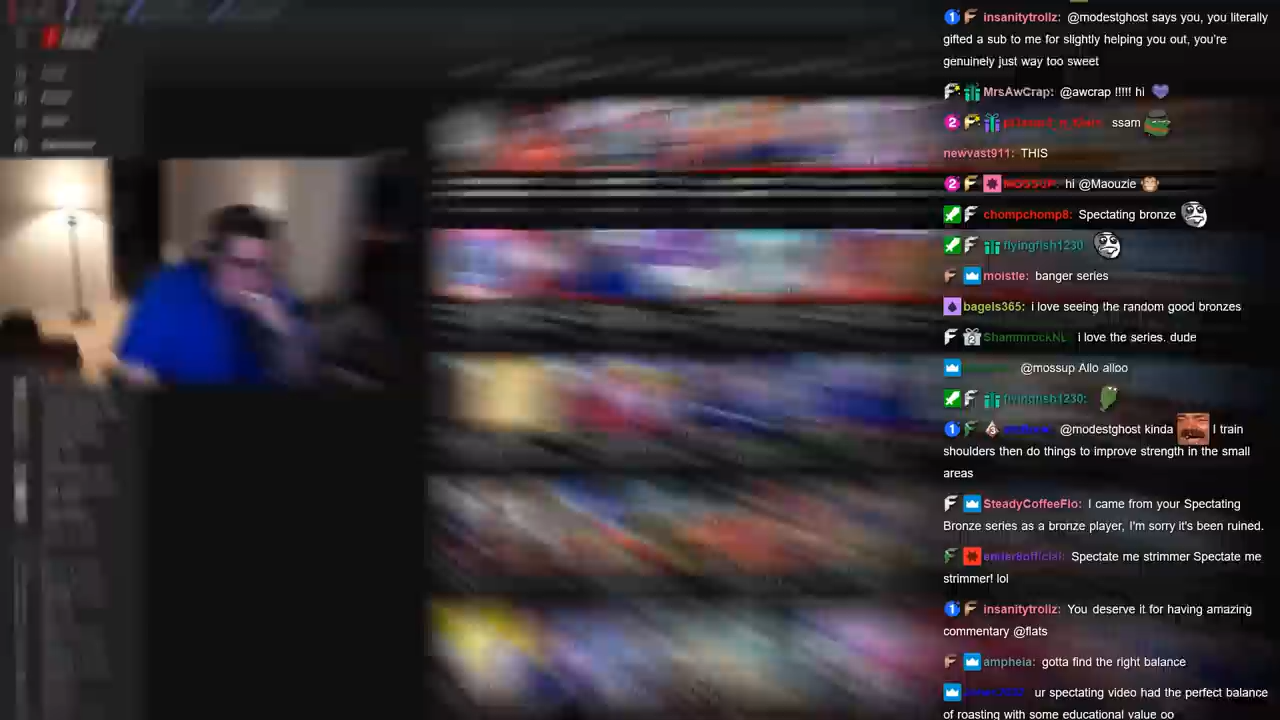 insanitytrollz: @modestghost says you, you literally
gifted a sub to me for slightly helping you out, you're
genuinely just way too sweet
MrsAwCrap: @awcrap !!!!! hi
ssam
newvast911: THIS
hi @Maouzie
chompchomp8: Spectating bronze
flyingfish1230
moistle: banger series
bagels365: i love seeing the random good bronzes
ShammrockNL i love the series. dude
@mossup Allo alloo
flyingfish1230:
@modestghost kinda I train
shoulders then do things to improve strength in the small
areas
SteadyCoffeeFlo: I came from your Spectating
Bronze series as a bronze player, I'm sorry it's been ruined.
Spectate me strimmer Spectate me
strimmer! lol
insanitytrollz: You deserve it for having amazing
commentary @flats
ampheia: gotta find the right balance
ur spectating video had the perfect balance
of roasting with some educational value oo